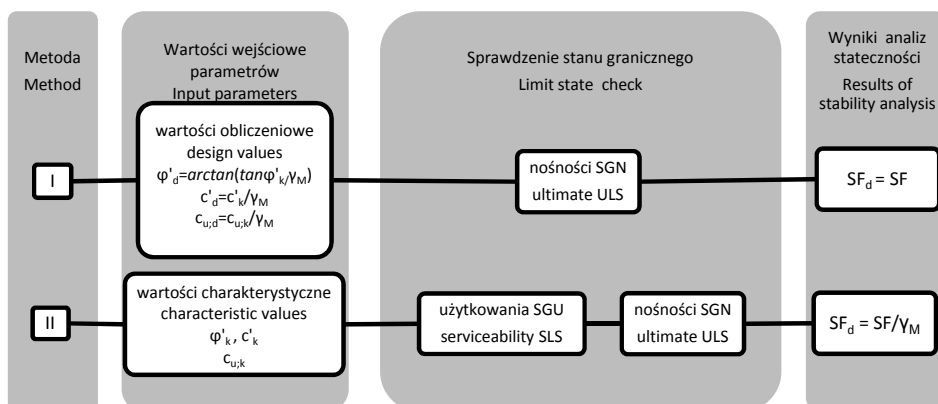 Metoda
Method
Wartości wejściowe
parametrów
Input parameters
Sprawdzenie stanu granicznego
Limit state check
Wyniki analiz
stateczności
Results of
stability analysis
I
wartości obliczeniowe
design values
φ'd=arctan(tanφ'k/γM)
c'd=c'k/γM
cu;d=cu;k/γM
nośności SGN
ultimate ULS
SFd = SF
II
wartości charakterystyczne
characteristic values
φ'k , c'k
cu;k
użytkowania SGU
serviceability SLS
nośności SGN
ultimate ULS
SFd = SF/γM